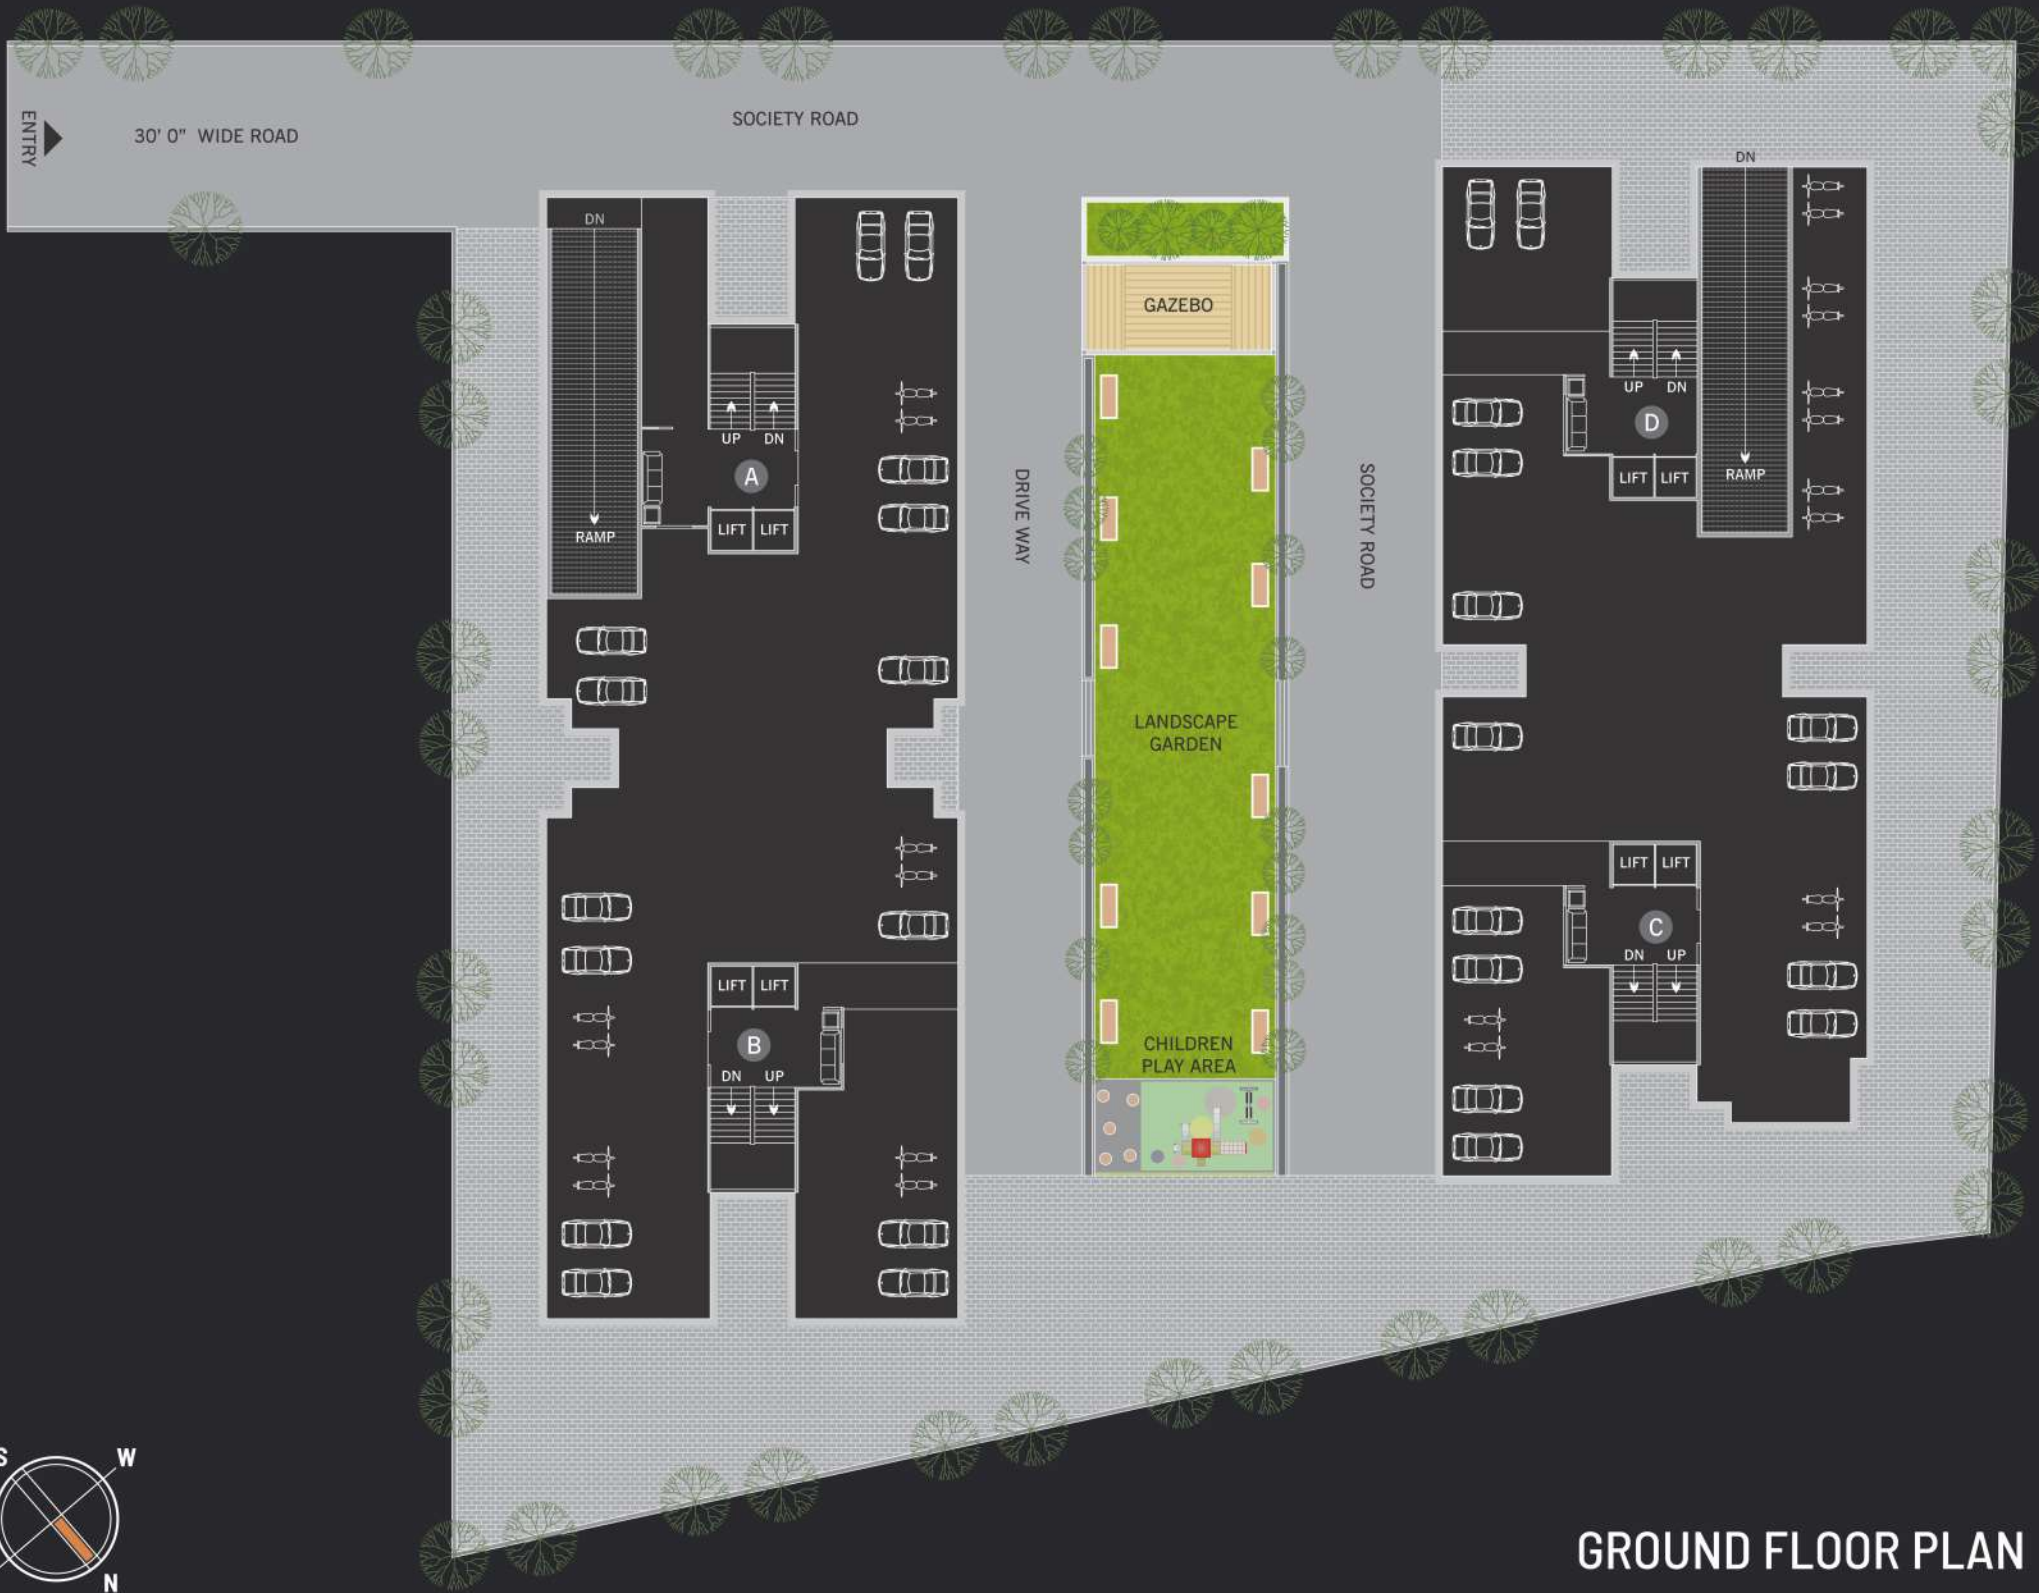 SOCIETY ROAD
ENTRY
30' 0" WIDE ROAD
DN
DN
GAZEBO
UP DN
D
UP DN
A
LIFT LIFT
RAMP
LIFT LIFT
RAMP
DRIVE WAY
SOCIETY ROAD
LANDSCAPE
GARDEN
LIFT LIFT
C
DN UP
LIFT LIFT
B
DN UP
CHILDREN
PLAY AREA
S
W
N
GROUND FLOOR PLAN